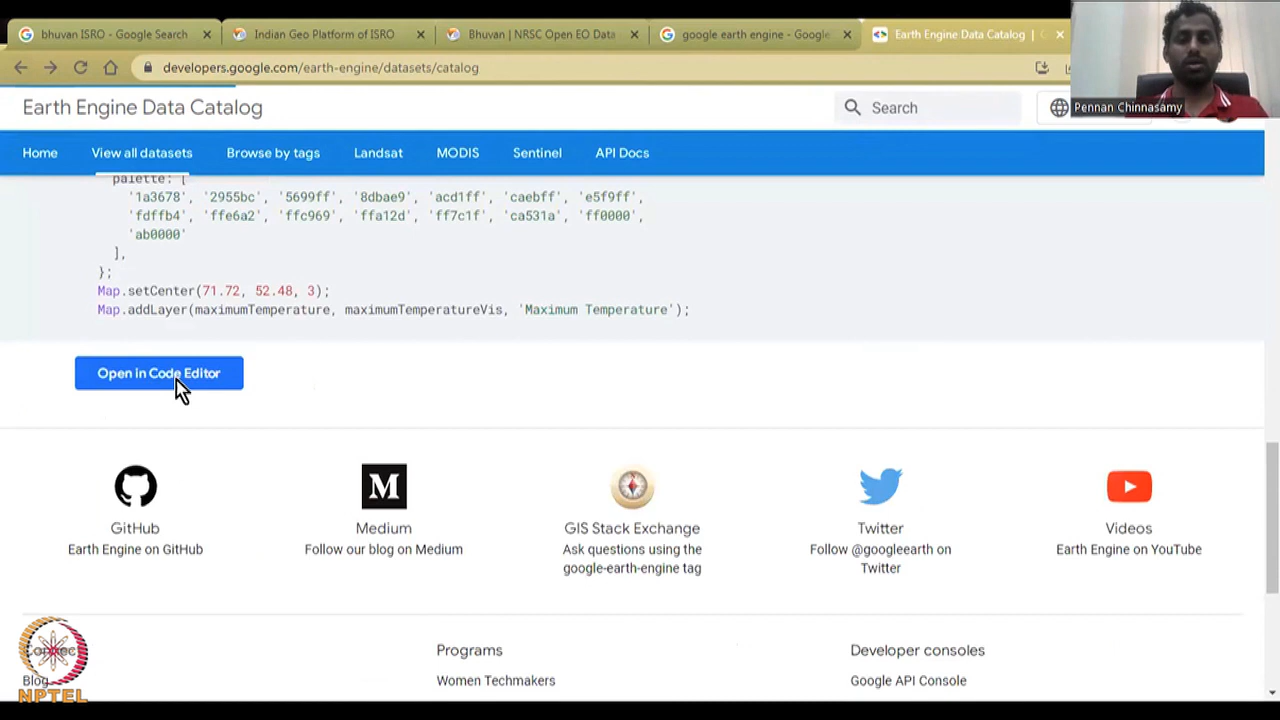 bhuvan ISRO - Google Search
Indian Geo Platform of ISRO
Bhuvan | NRSC Open EO Data
google earth engine - Google
Earth Engine Data Catalog |
developers.google.com/earth-engine/datasets/catalog
Pennan Chinnasamy
Earth Engine Data Catalog
Search
Home View all datasets Browse by tags Landsat MODIS Sentinel API Docs
palette: [
'1a3678', '2955bc', '5699ff', '8dbae9', 'acd1ff', 'caebff', 'e5f9ff',
'fdffb4', 'ffe6a2', 'ffc969', 'ffa12d', 'ff7c1f', 'ca531a', 'ff0000',
'ab0000'
],
};
Map.setCenter(71.72, 52.48, 3);
Map.addLayer(maximumTemperature, maximumTemperatureVis, 'Maximum Temperature');
Open in Code Editor
GitHub
Earth Engine on GitHub
Medium
Follow our blog on Medium
GIS Stack Exchange
Ask questions using the
google-earth-engine tag
Twitter
Follow @googleearth on
Twitter
Videos
Earth Engine on YouTube
Connect
Blog
Programs
Women Techmakers
Developer consoles
Google API Console
NPTEL